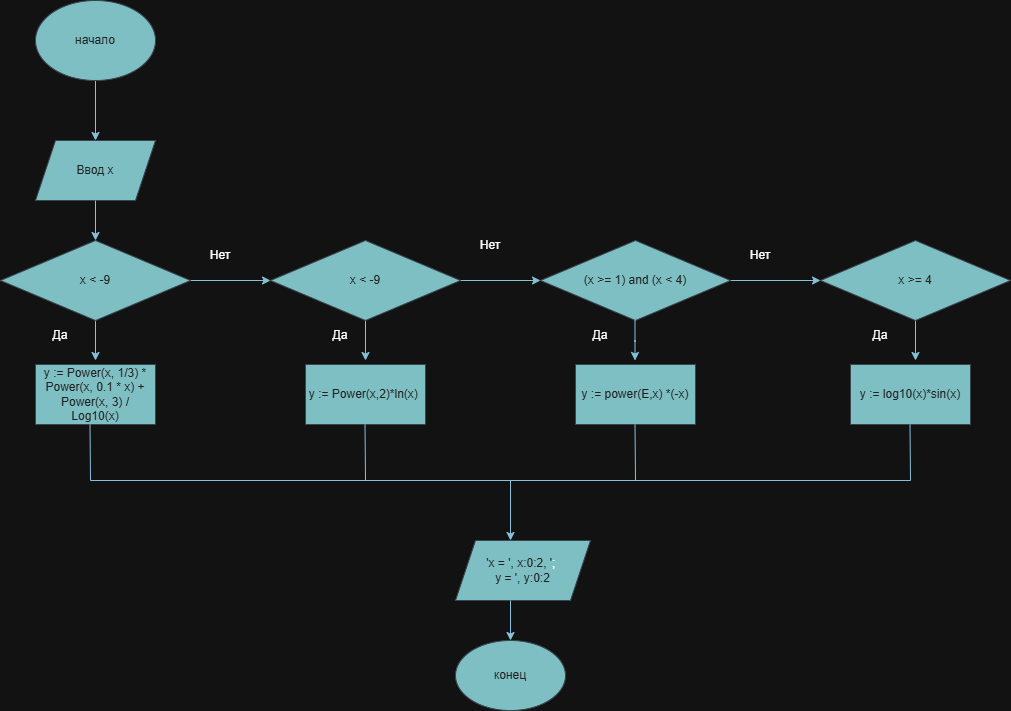 начало
Ввод x
x < -9
Нет
x < -9
Нет
(x >= 1) and (x < 4)
Нет
x >= 4
Да
Да
Да
Да
y := Power(x, 1/3) *
Power(x, 0.1 * x) +
Power(x, 3) /
Log10(x)
y := Power(x,2)*ln(x)
y := power(E,x) *(-x)
y := log10(x)*sin(x)
'x = ', x:0:2, ';
y = ', y:0:2
конец